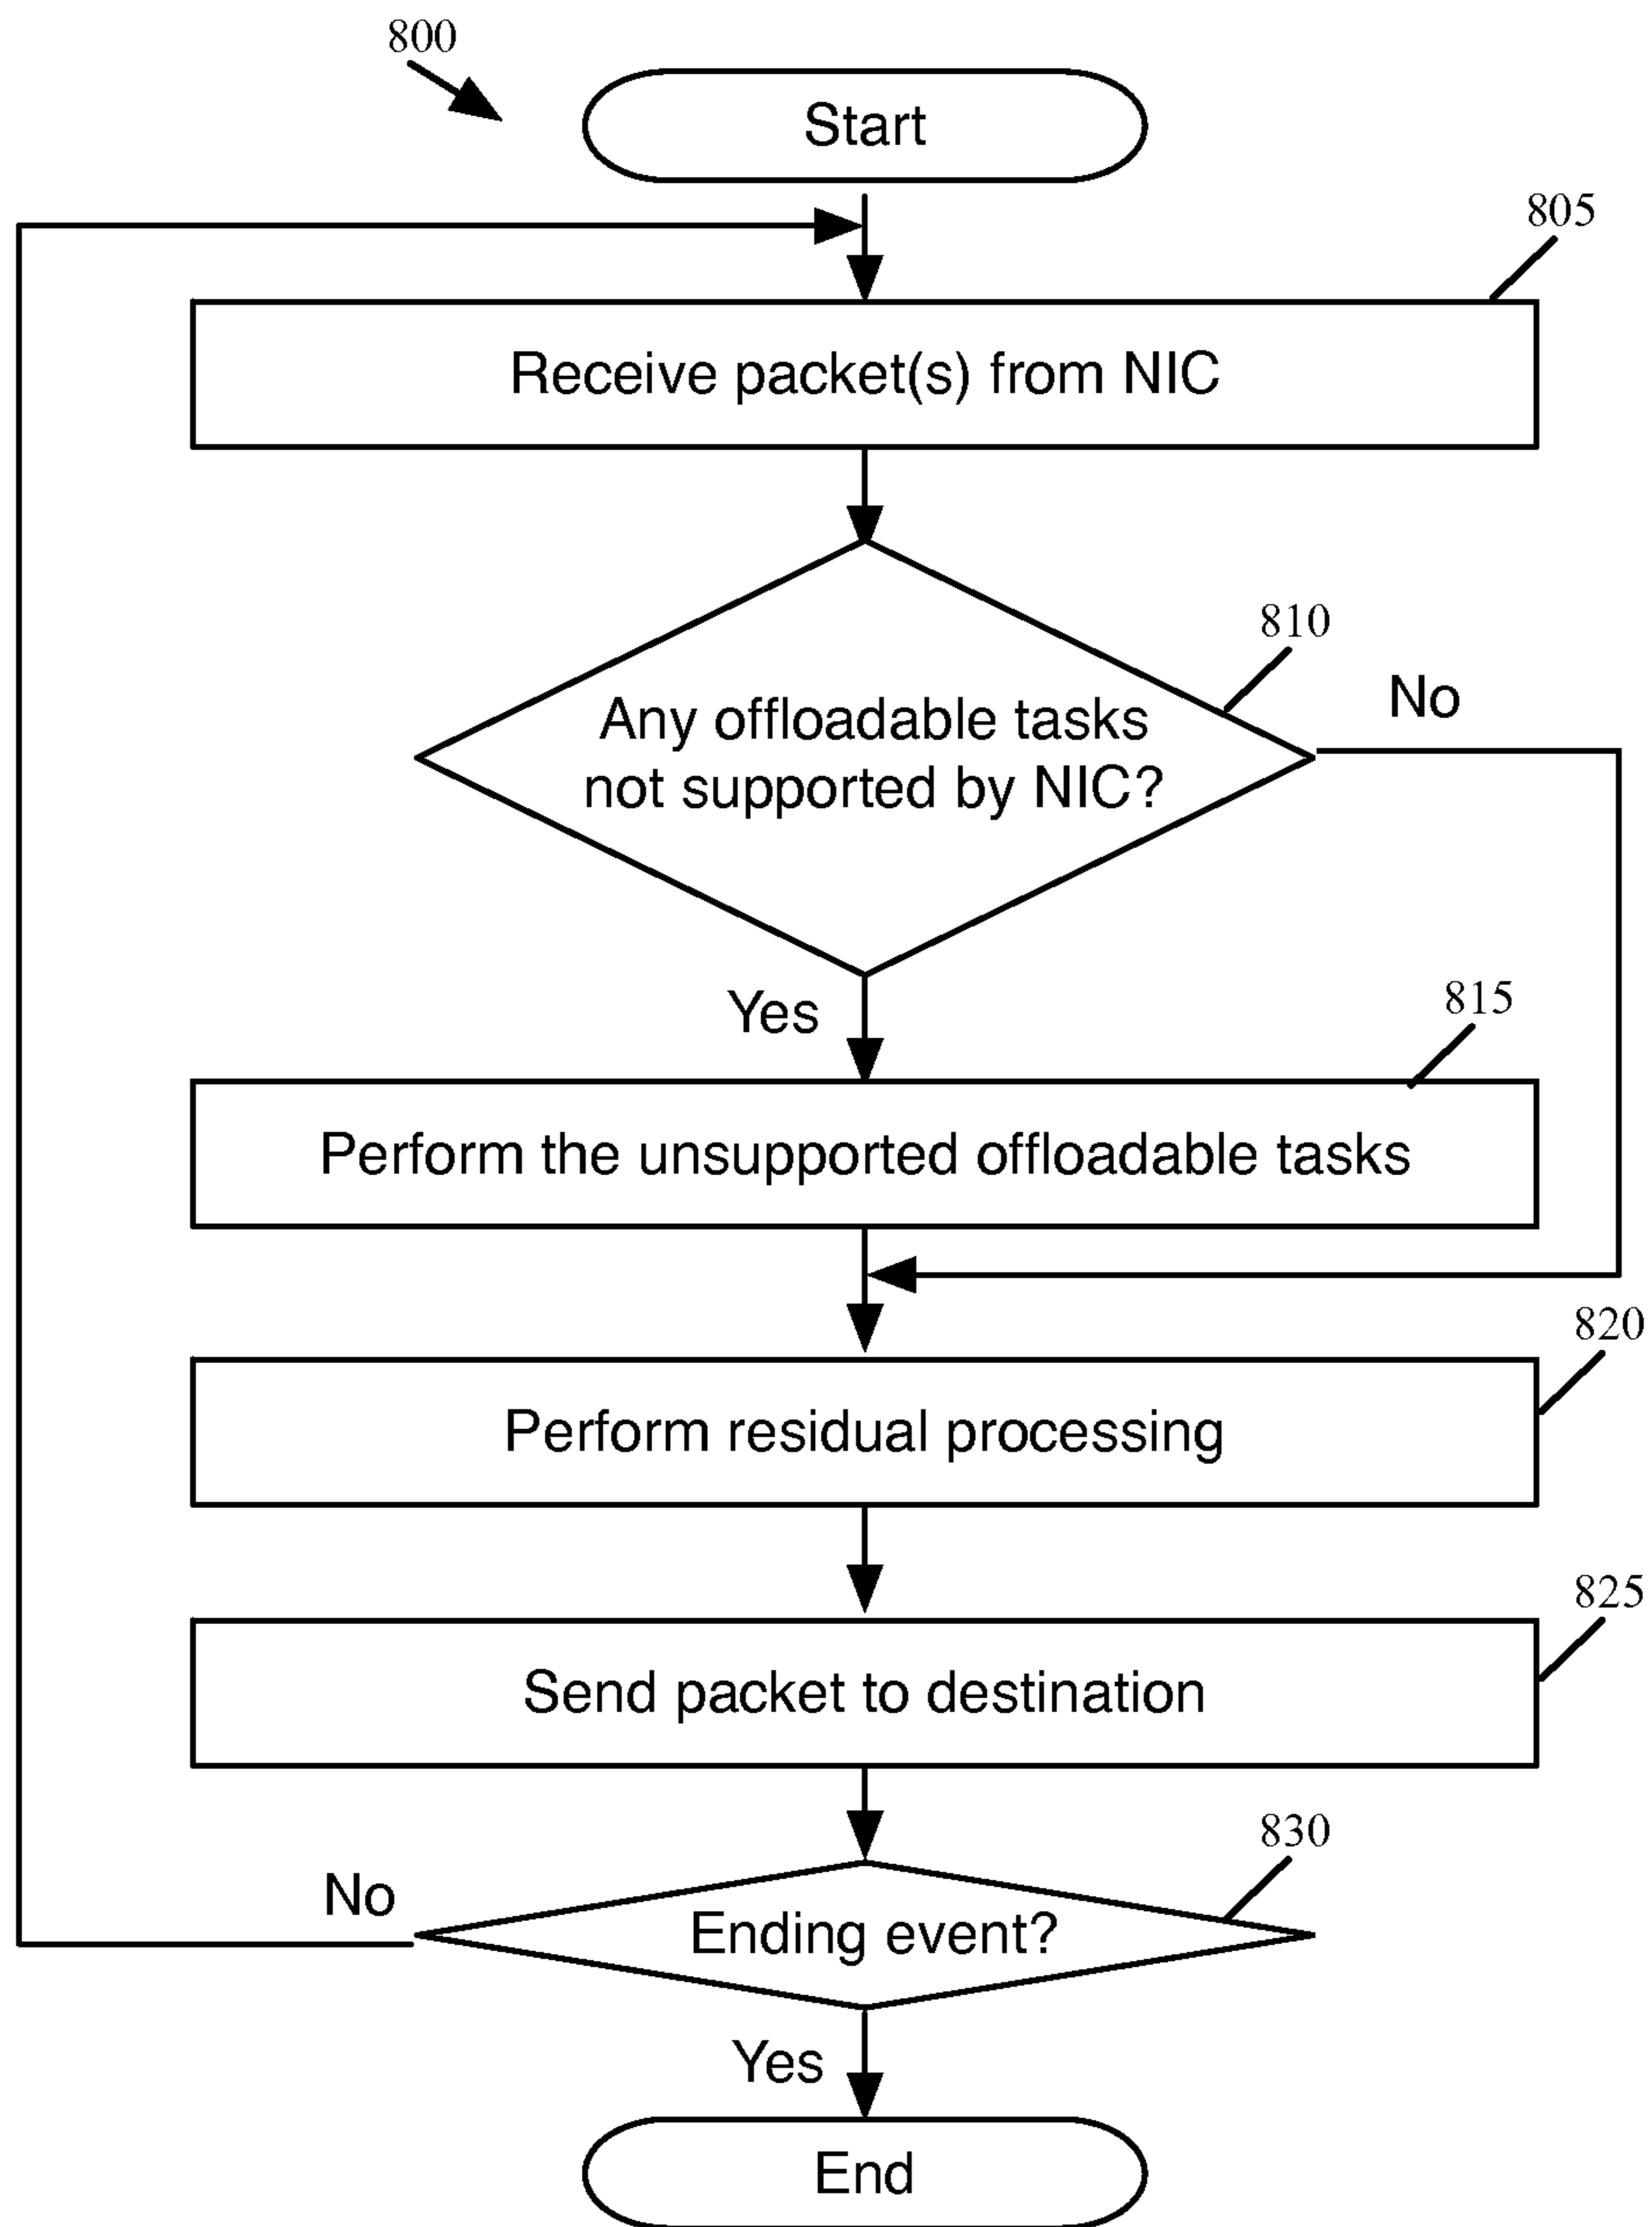 800
Start
805
Receive packet(s) from NIC
810
Any offloadable tasks
not supported by NIC?
No
Yes
815
Perform the unsupported offloadable tasks
820
Perform residual processing
825
Send packet to destination
830
No
Ending event?
Yes
End